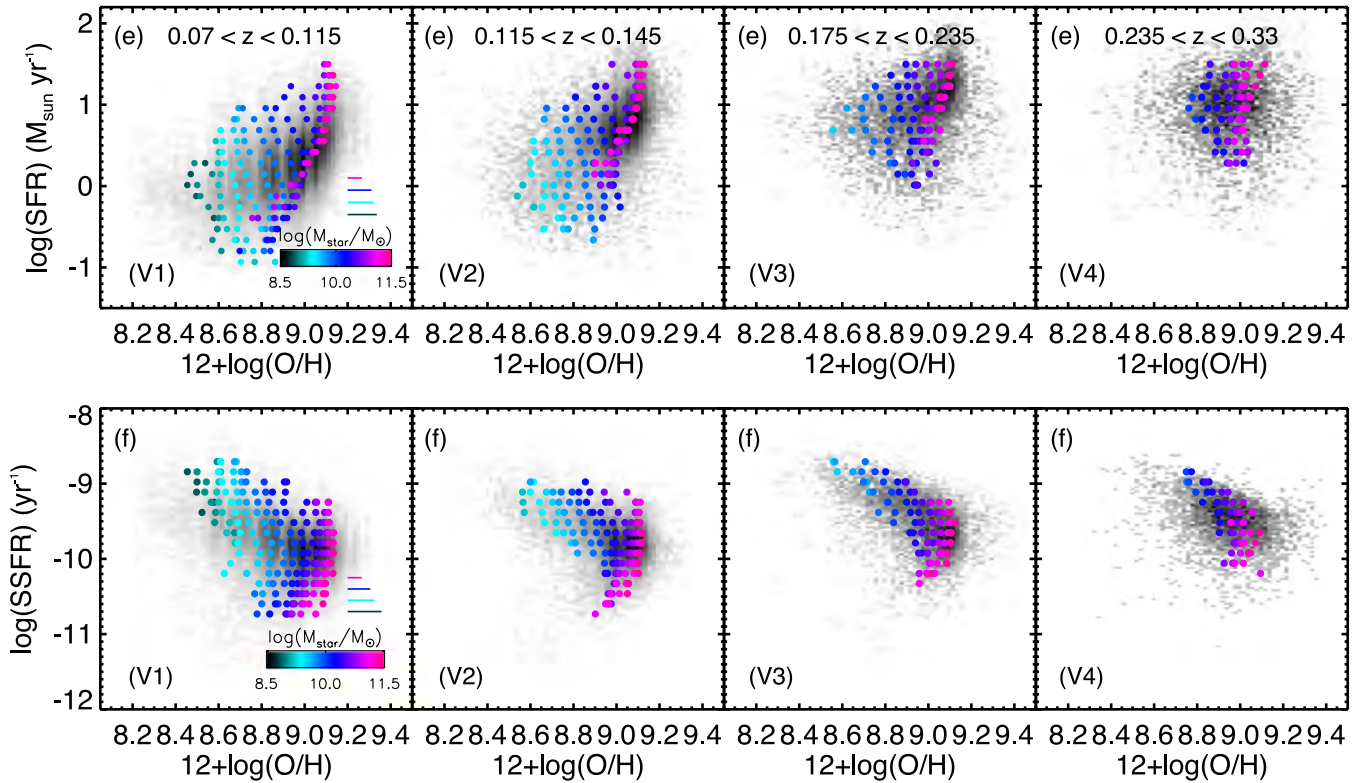 (e) 0.07 < z < 0.115
(e) 0.115 < z < 0.145
(e) 0.175 < z < 0.235
(e) 0.235 < z < 0.33
log(SFR) (M_sun yr⁻¹)
2
1
0
-1
log(M_star/M⊙)
8.5 10.0 11.5
(V1)
(V2)
(V3)
(V4)
8.2 8.4 8.6 8.8 9.0 9.2 9.4
8.2 8.4 8.6 8.8 9.0 9.2 9.4
8.2 8.4 8.6 8.8 9.0 9.2 9.4
8.2 8.4 8.6 8.8 9.0 9.2 9.4
12+log(O/H)
12+log(O/H)
12+log(O/H)
12+log(O/H)
(f)
(f)
(f)
(f)
log(SSFR) (yr⁻¹)
-8
-9
-10
-11
-12
log(M_star/M⊙)
8.5 10.0 11.5
(V1)
(V2)
(V3)
(V4)
8.2 8.4 8.6 8.8 9.0 9.2 9.4
8.2 8.4 8.6 8.8 9.0 9.2 9.4
8.2 8.4 8.6 8.8 9.0 9.2 9.4
8.2 8.4 8.6 8.8 9.0 9.2 9.4
12+log(O/H)
12+log(O/H)
12+log(O/H)
12+log(O/H)